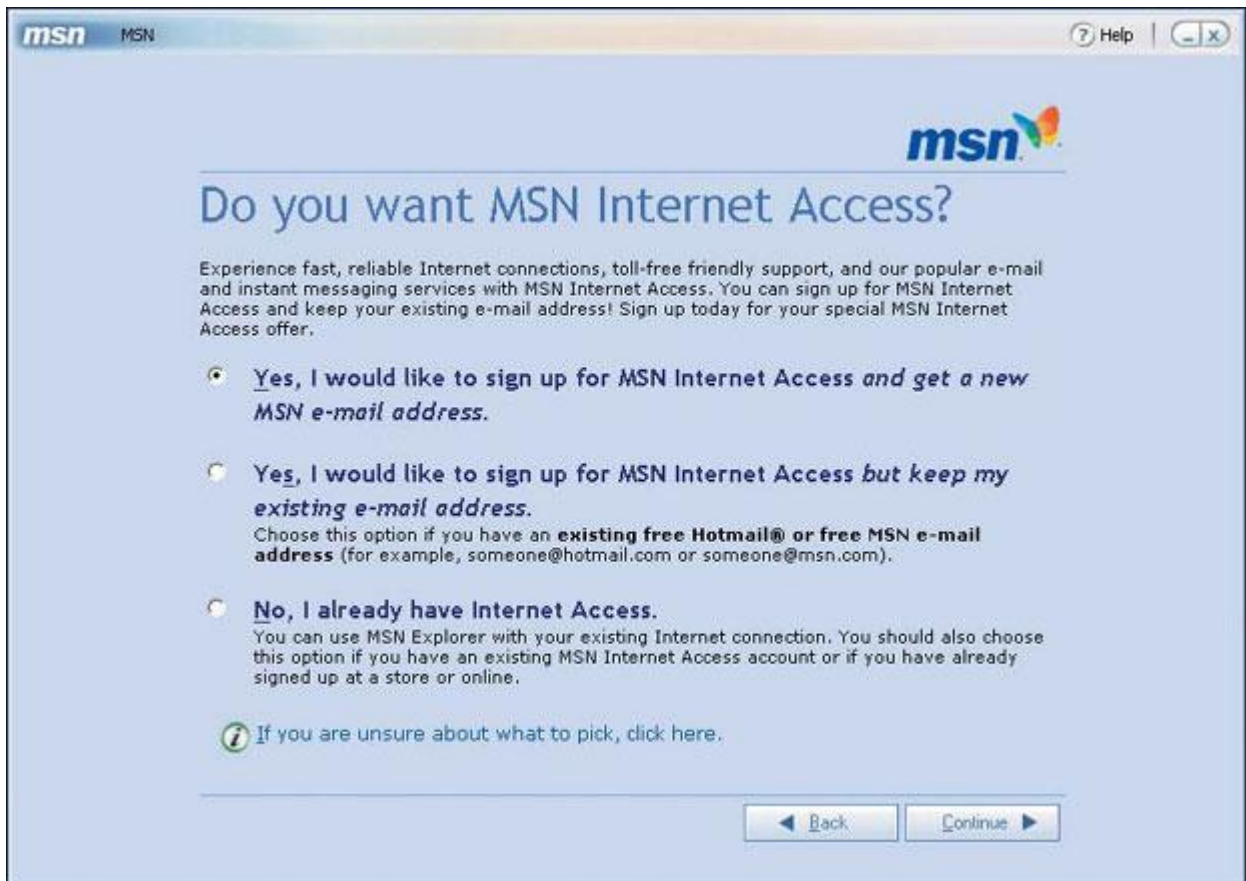 msn MSN Help
msn
Do you want MSN Internet Access?
Experience fast, reliable Internet connections, toll-free friendly support, and our popular e-mail
and instant messaging services with MSN Internet Access. You can sign up for MSN Internet
Access and keep your existing e-mail address! Sign up today for your special MSN Internet
Access offer.
Yes, I would like to sign up for MSN Internet Access and get a new
MSN e-mail address.
Yes, I would like to sign up for MSN Internet Access but keep my
existing e-mail address.
Choose this option if you have an existing free Hotmail® or free MSN e-mail
address (for example, someone@hotmail.com or someone@msn.com).
No, I already have Internet Access.
You can use MSN Explorer with your existing Internet connection. You should also choose
this option if you have an existing MSN Internet Access account or if you have already
signed up at a store or online.
If you are unsure about what to pick, click here.
Back Continue